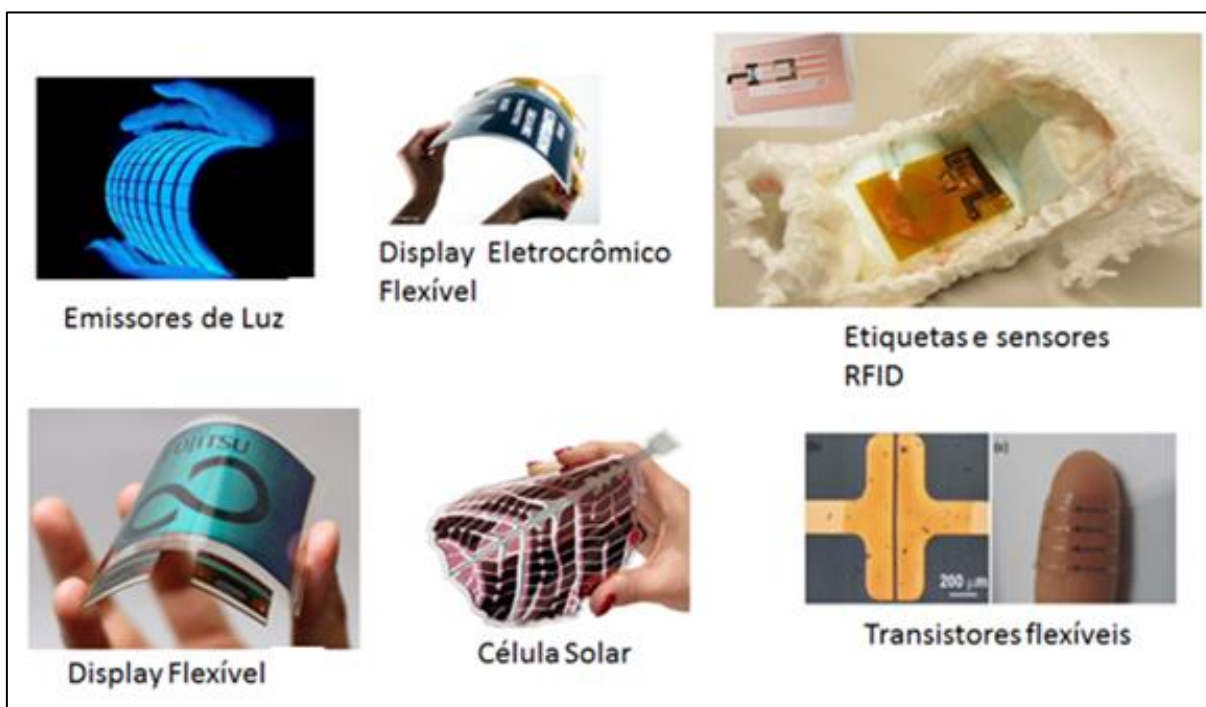 Emissores de Luz
Display Eletrocrômico
Flexível
Etiquetas e sensores
RFID
FUJITSU
Display Flexível
Célula Solar
(c)
200 µm
Transistores flexíveis